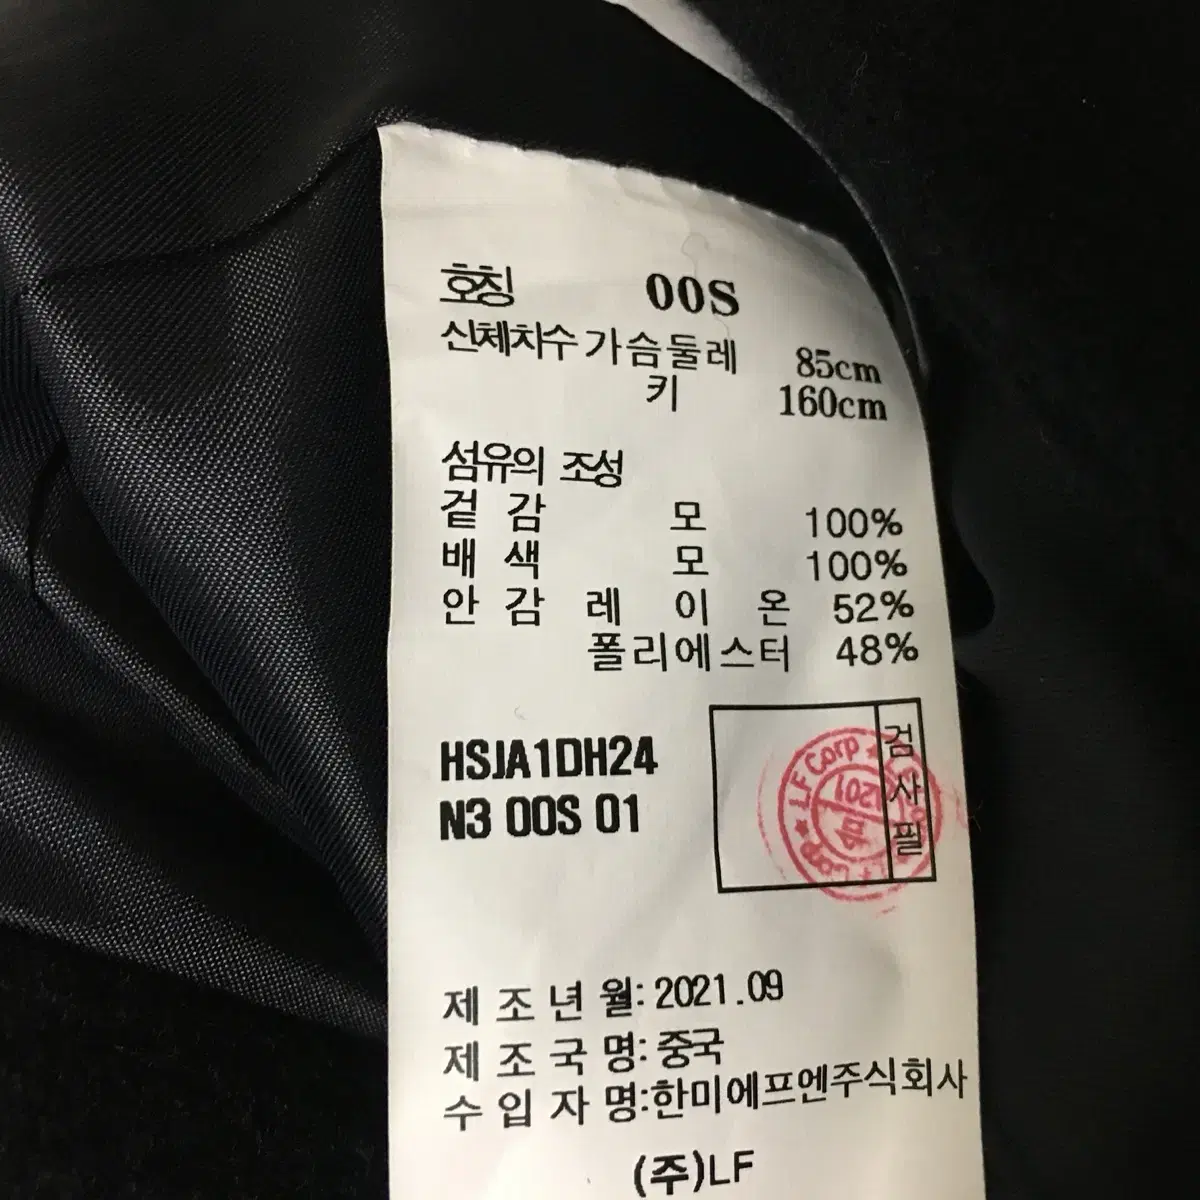 호칭 00S
신체치수 가슴둘레 85cm
키 160cm
섬유의 조성
겉 감 모 100%
배 색 모 100%
안 감 레 이 온 52%
폴리에스터 48%
HSJA1DH24
N3 00S 01
검사필
LF Corp
제 조 년 월: 2021.09
제 조 국 명: 중국
수 입 자 명:한미에프엔주식회사
(주)LF